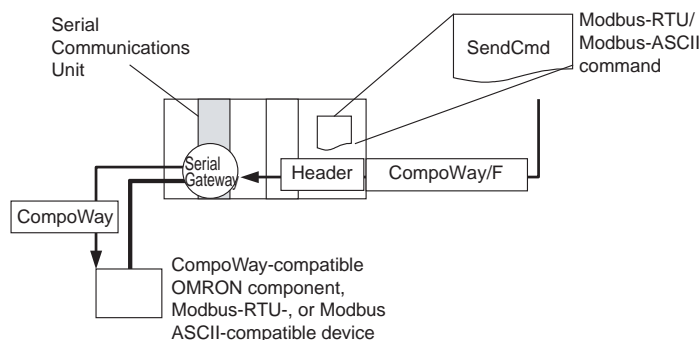 Serial
Communications
Unit
SendCmd
Modbus-RTU/
Modbus-ASCII
command
Serial
Gateway
Header
CompoWay/F
CompoWay
CompoWay-compatible
OMRON component,
Modbus-RTU-, or Modbus
ASCII-compatible device